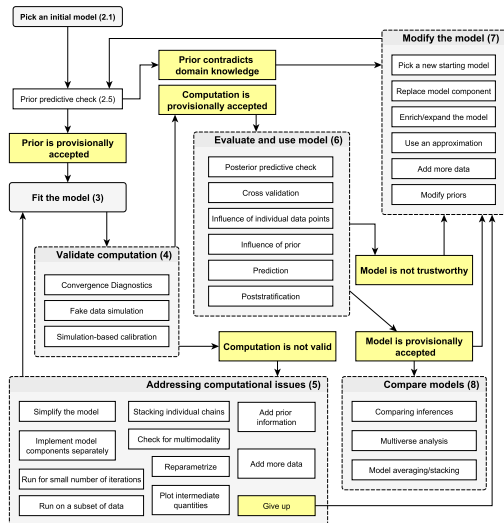 Pick an initial model (2.1)
Prior predictive check (2.5)
Prior is provisionally
accepted
Fit the model (3)
Prior contradicts
domain knowledge
Computation is
provisionally accepted
Modify the model (7)
Pick a new starting model
Replace model component
Enrich/expand the model
Use an approximation
Add more data
Modify priors
Evaluate and use model (6)
Posterior predictive check
Cross validation
Influence of individual data points
Influence of prior
Prediction
Poststratification
Validate computation (4)
Convergence Diagnostics
Fake data simulation
Simulation-based calibration
Model is not trustworthy
Computation is not valid
Model is provisionally
accepted
Addressing computational issues (5)
Simplify the model
Implement model
components separately
Run for small number of iterations
Run on a subset of data
Stacking individual chains
Check for multimodality
Reparametrize
Plot intermediate
quantities
Add prior
information
Add more data
Give up
Compare models (8)
Comparing inferences
Multiverse analysis
Model averaging/stacking